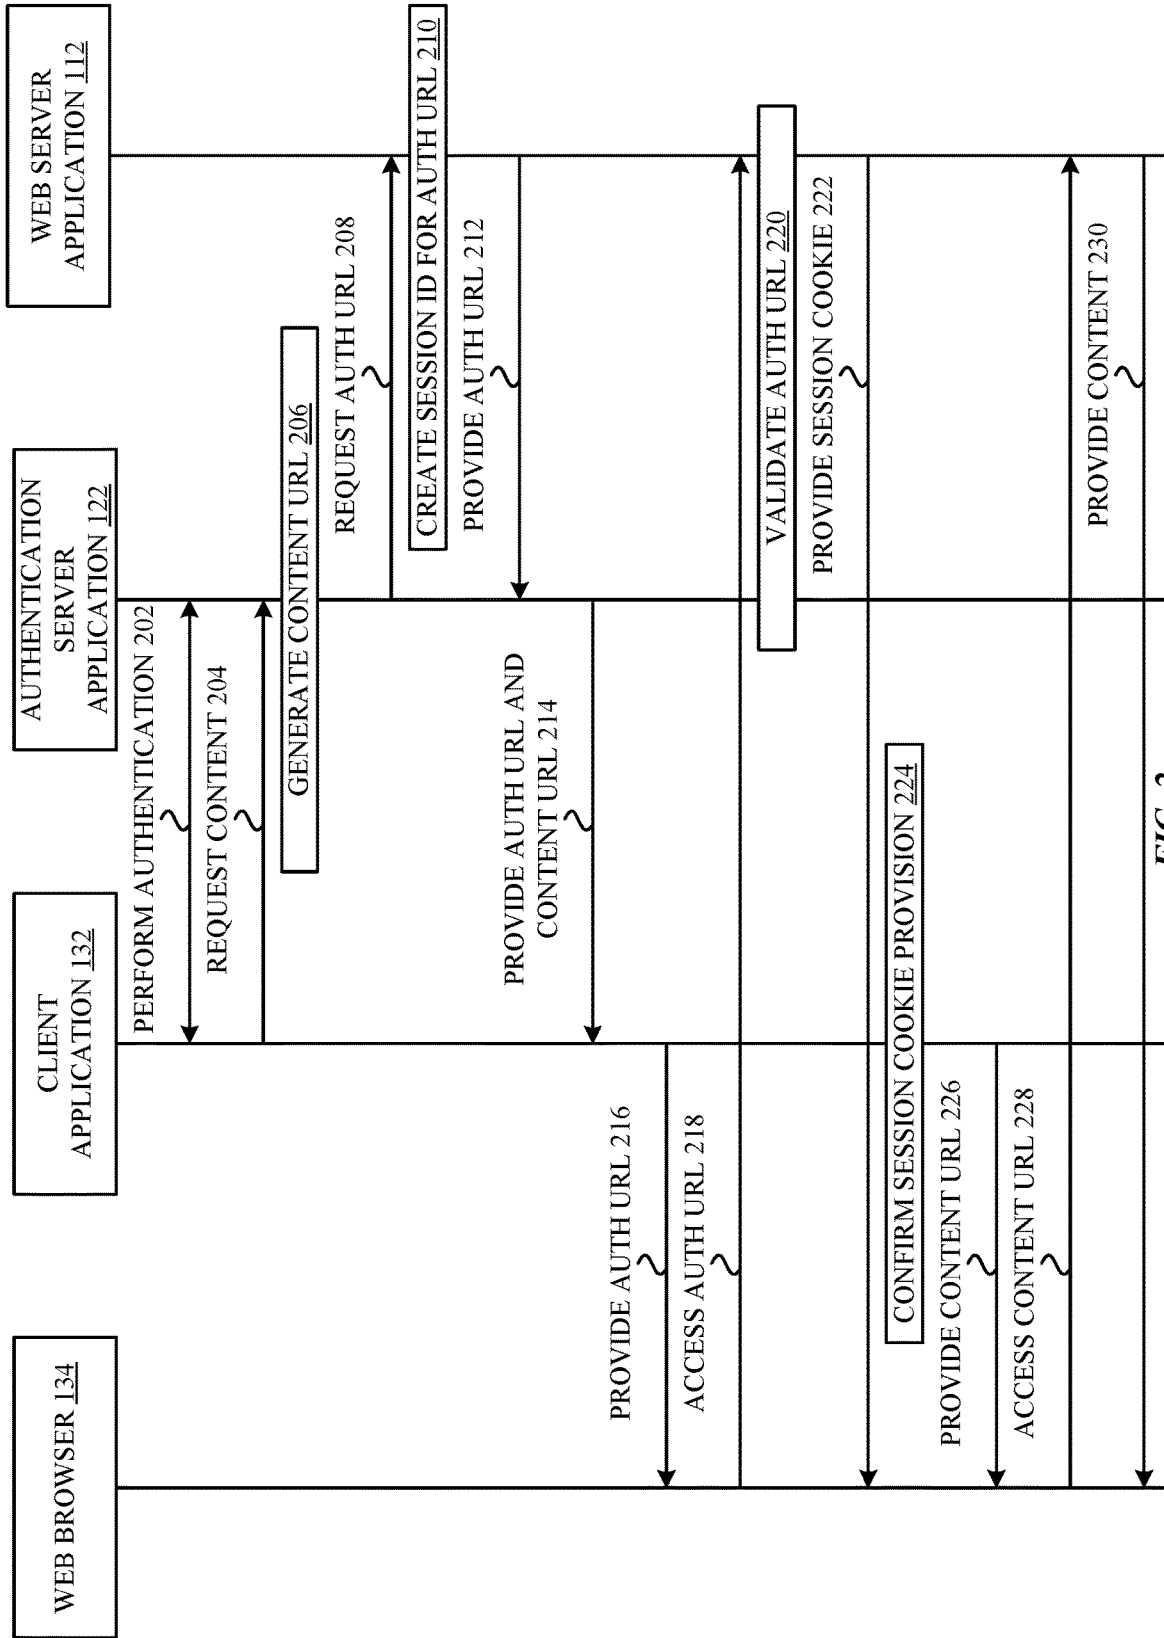 WEB BROWSER 134
CLIENT
APPLICATION 132
AUTHENTICATION
SERVER
APPLICATION 122
WEB SERVER
APPLICATION 112
PERFORM AUTHENTICATION 202
REQUEST CONTENT 204
GENERATE CONTENT URL 206
REQUEST AUTH URL 208
CREATE SESSION ID FOR AUTH URL 210
PROVIDE AUTH URL 212
PROVIDE AUTH URL AND
CONTENT URL 214
PROVIDE AUTH URL 216
ACCESS AUTH URL 218
VALIDATE AUTH URL 220
PROVIDE SESSION COOKIE 222
CONFIRM SESSION COOKIE PROVISION 224
PROVIDE CONTENT URL 226
ACCESS CONTENT URL 228
PROVIDE CONTENT 230
FIG. 2